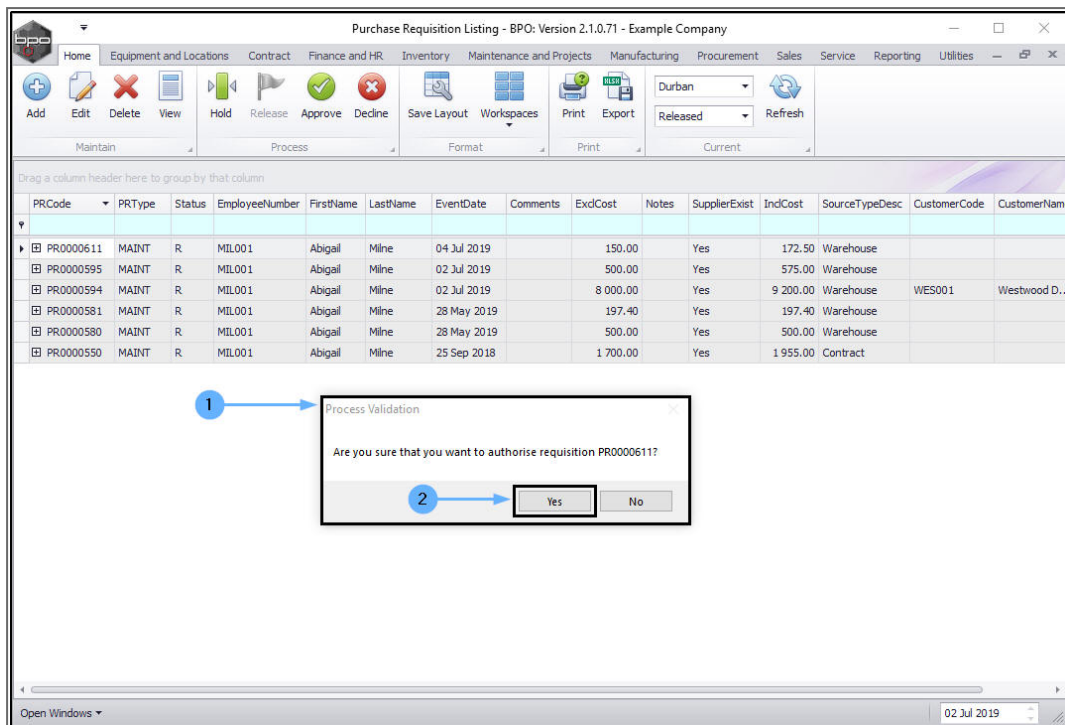 Purchase Requisition Listing - BPO: Version 2.1.0.71 - Example Company
bpo
Home Equipment and Locations Contract Finance and HR Inventory Maintenance and Projects Manufacturing Procurement Sales Service Reporting Utilities
Add Edit Delete View Hold Release Approve Decline Save Layout Workspaces Print Export Durban Released Refresh
XLSX
Maintain Process Format Print Current
Drag a column header here to group by that column
PRCode PRType Status EmployeeNumber FirstName LastName EventDate Comments ExclCost Notes SupplierExist InclCost SourceTypeDesc CustomerCode CustomerNam
PR0000611 MAINT R MIL001 Abigail Milne 04 Jul 2019 150.00 Yes 172.50 Warehouse
PR0000595 MAINT R MIL001 Abigail Milne 02 Jul 2019 500.00 Yes 575.00 Warehouse
PR0000594 MAINT R MIL001 Abigail Milne 02 Jul 2019 8 000.00 Yes 9 200.00 Warehouse WES001 Westwood D..
PR0000581 MAINT R MIL001 Abigail Milne 28 May 2019 197.40 Yes 197.40 Warehouse
PR0000580 MAINT R MIL001 Abigail Milne 28 May 2019 500.00 Yes 500.00 Warehouse
PR0000550 MAINT R MIL001 Abigail Milne 25 Sep 2018 1 700.00 Yes 1 955.00 Contract
1
Process Validation
Are you sure that you want to authorise requisition PR0000611?
2
Yes No
Open Windows
02 Jul 2019